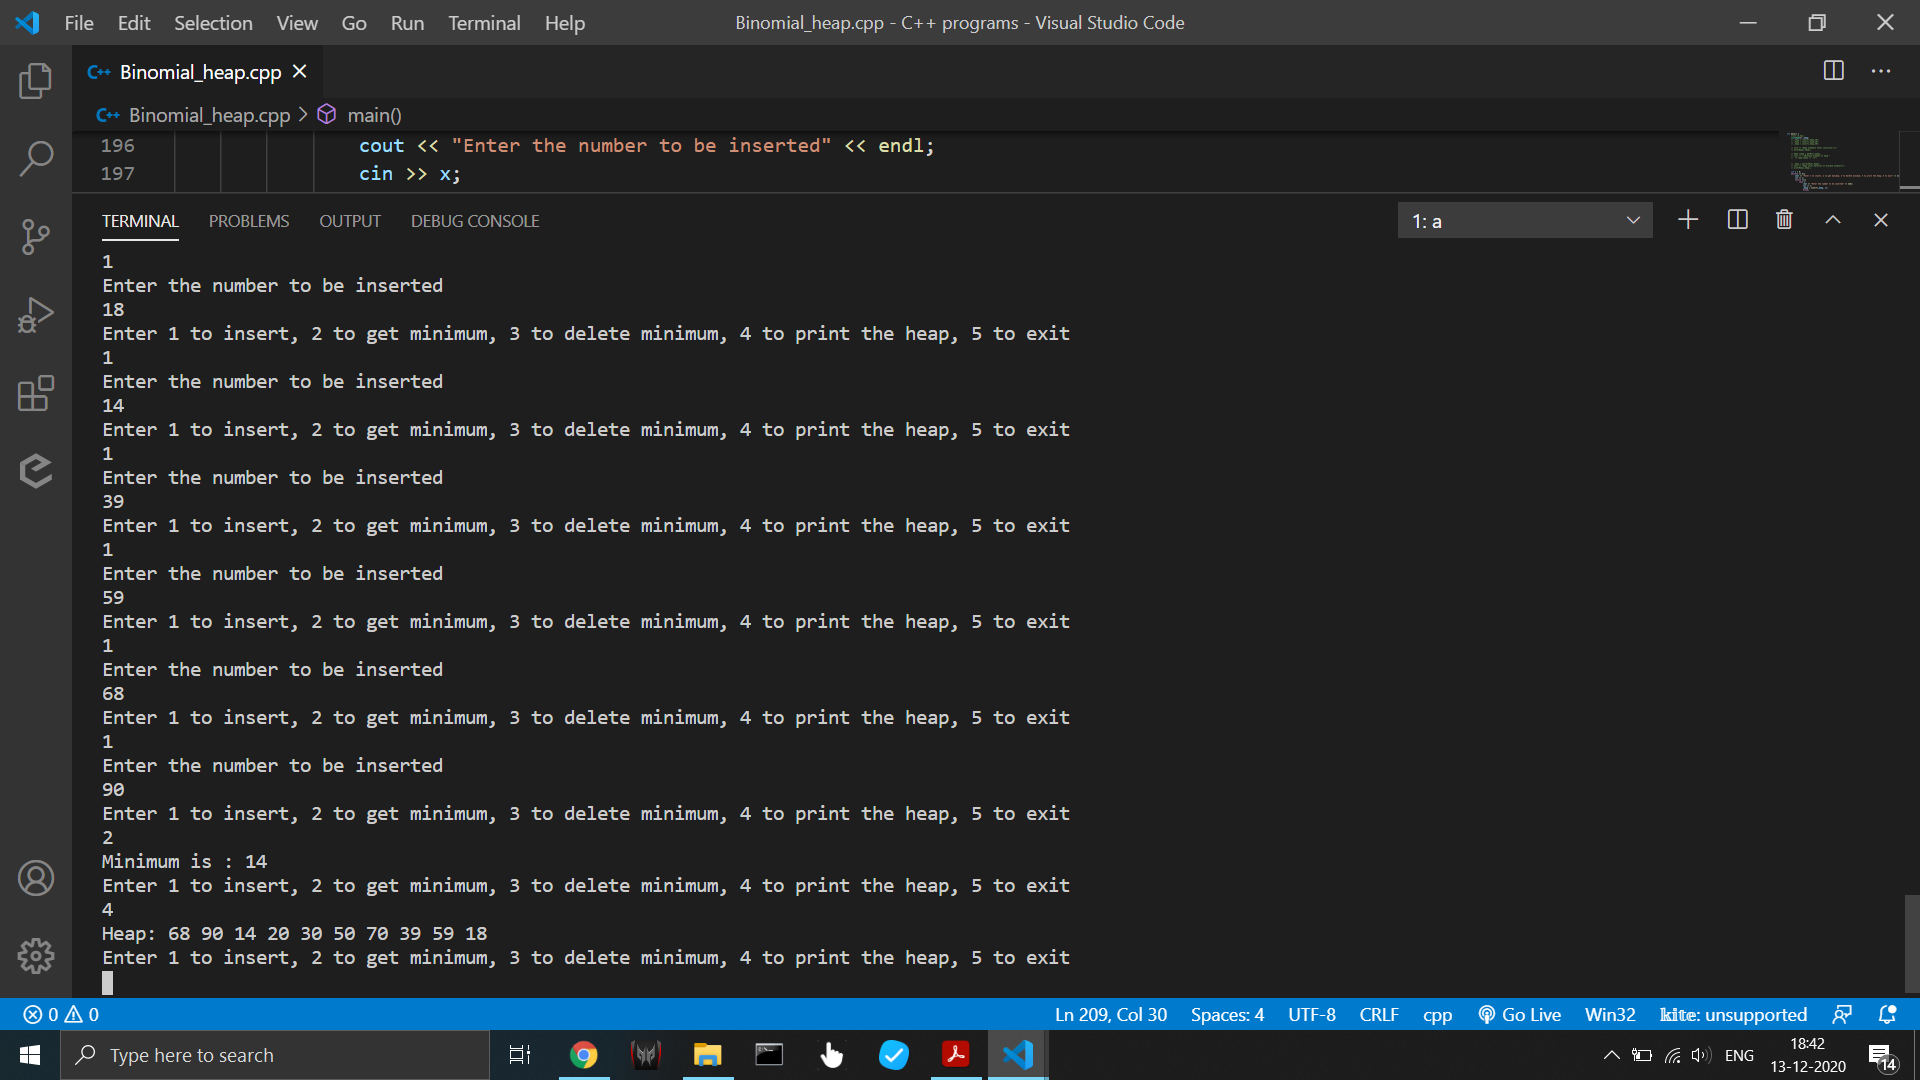 File Edit Selection View Go Run Terminal Help Binomial_heap.cpp - C++ programs - Visual Studio Code
C++ Binomial_heap.cpp
C++ Binomial_heap.cpp > main()
196 cout << "Enter the number to be inserted" << endl;
197 cin >> x;
TERMINAL PROBLEMS OUTPUT DEBUG CONSOLE 1: a
1
Enter the number to be inserted
18
Enter 1 to insert, 2 to get minimum, 3 to delete minimum, 4 to print the heap, 5 to exit
1
Enter the number to be inserted
14
Enter 1 to insert, 2 to get minimum, 3 to delete minimum, 4 to print the heap, 5 to exit
1
Enter the number to be inserted
39
Enter 1 to insert, 2 to get minimum, 3 to delete minimum, 4 to print the heap, 5 to exit
1
Enter the number to be inserted
59
Enter 1 to insert, 2 to get minimum, 3 to delete minimum, 4 to print the heap, 5 to exit
1
Enter the number to be inserted
68
Enter 1 to insert, 2 to get minimum, 3 to delete minimum, 4 to print the heap, 5 to exit
1
Enter the number to be inserted
90
Enter 1 to insert, 2 to get minimum, 3 to delete minimum, 4 to print the heap, 5 to exit
2
Minimum is : 14
Enter 1 to insert, 2 to get minimum, 3 to delete minimum, 4 to print the heap, 5 to exit
4
Heap: 68 90 14 20 30 50 70 39 59 18
Enter 1 to insert, 2 to get minimum, 3 to delete minimum, 4 to print the heap, 5 to exit
0 0 Ln 209, Col 30 Spaces: 4 UTF-8 CRLF cpp Go Live Win32 kite: unsupported
Type here to search ENG 18:42
13-12-2020 14